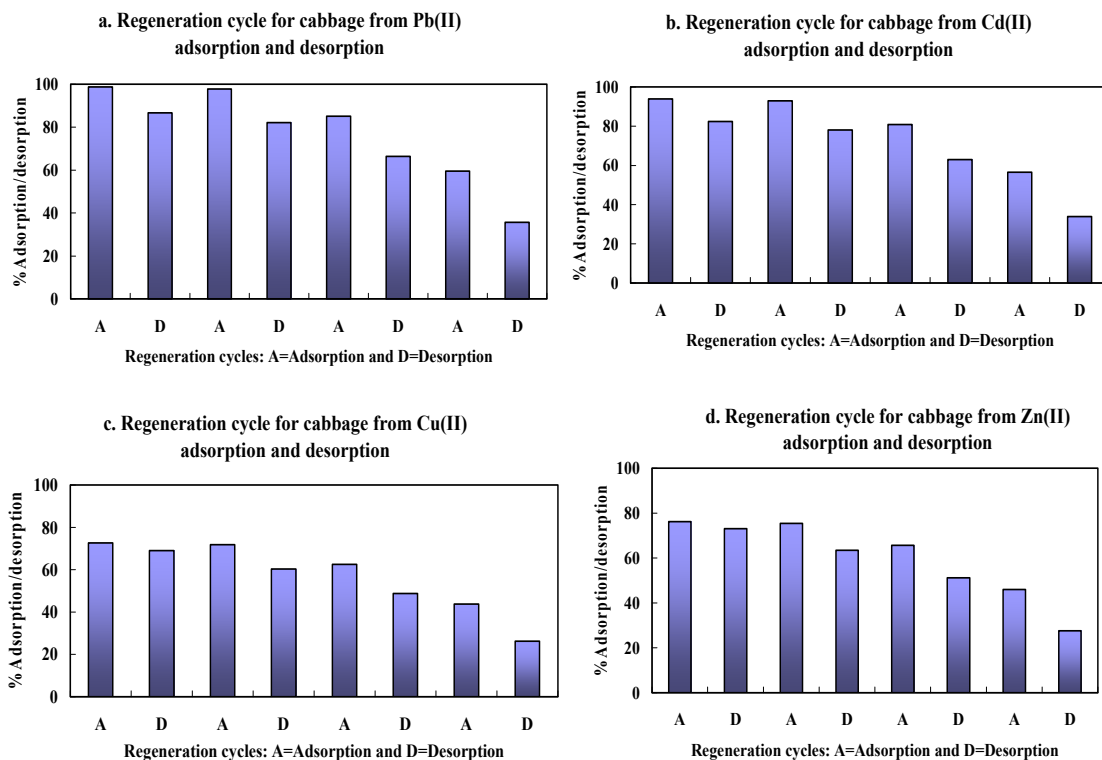 a. Regeneration cycle for cabbage from Pb(II)
adsorption and desorption
% Adsorption/desorption
100
80
60
40
20
0
A D A D A D A D
Regeneration cycles: A=Adsorption and D=Desorption
b. Regeneration cycle for cabbage from Cd(II)
adsorption and desorption
% Adsorption/desorption
100
80
60
40
20
0
A D A D A D A D
Regeneration cycles: A=Adsorption and D=Desorption
c. Regeneration cycle for cabbage from Cu(II)
adsorption and desorption
% Adsorption/desorption
100
80
60
40
20
0
A D A D A D A D
Regeneration cycles: A=Adsorption and D=Desorption
d. Regeneration cycle for cabbage from Zn(II)
adsorption and desorption
% Adsorption/desorption
100
80
60
40
20
0
A D A D A D A D
Regeneration cycles: A=Adsorption and D=Desorption